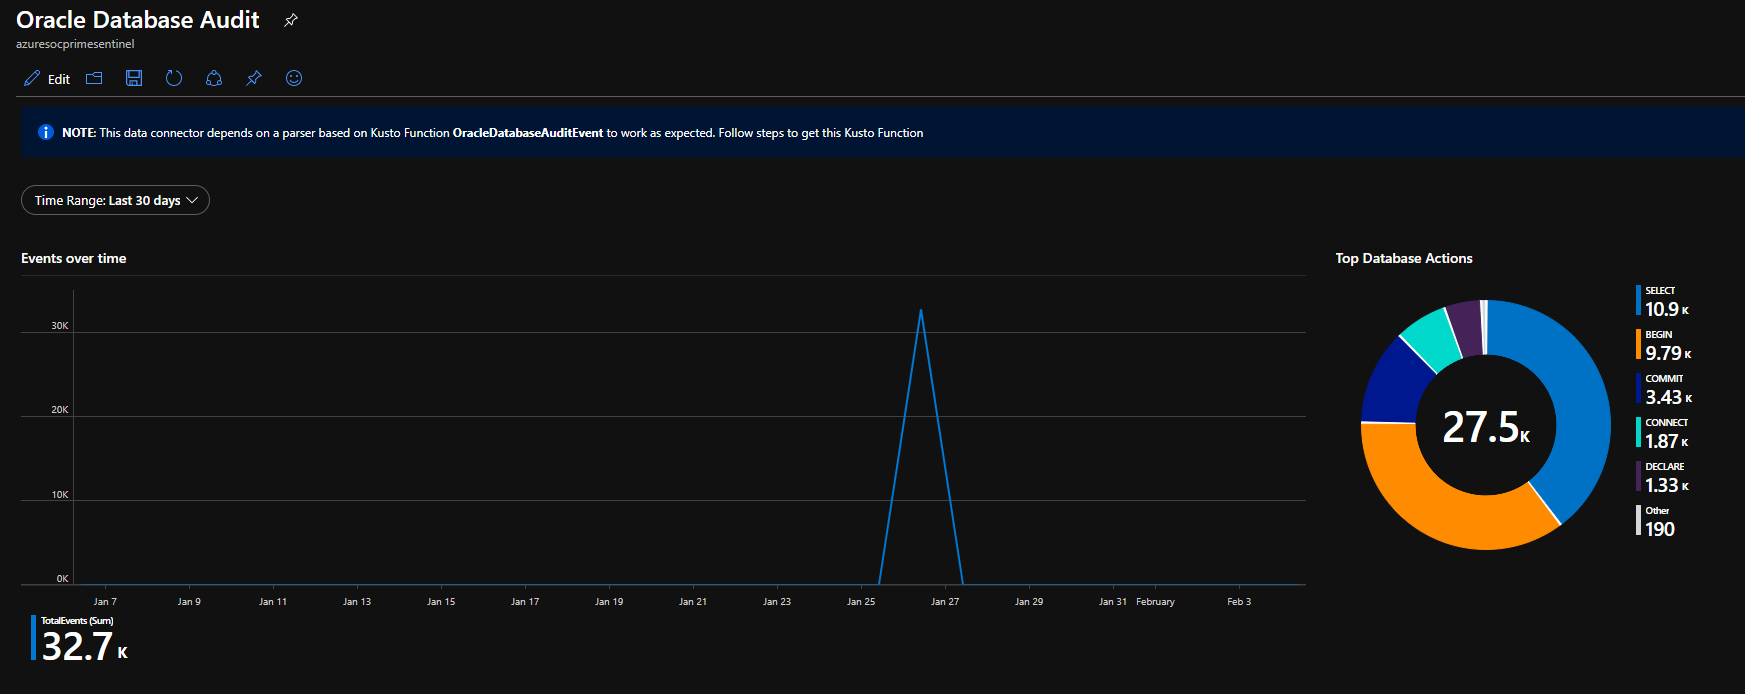 Oracle Database Audit
azuresocprimesentinel
Edit
NOTE: This data connector depends on a parser based on Kusto Function OracleDatabaseAuditEvent to work as expected. Follow steps to get this Kusto Function
Time Range: Last 30 days
Events over time
30K
20K
10K
0K
Jan 7 Jan 9 Jan 11 Jan 13 Jan 15 Jan 17 Jan 19 Jan 21 Jan 23 Jan 25 Jan 27 Jan 29 Jan 31 February Feb 3
TotalEvents (Sum)
32.7 K
Top Database Actions
27.5 K
SELECT
10.9 K
BEGIN
9.79 K
COMMIT
3.43 K
CONNECT
1.87 K
DECLARE
1.33 K
Other
190